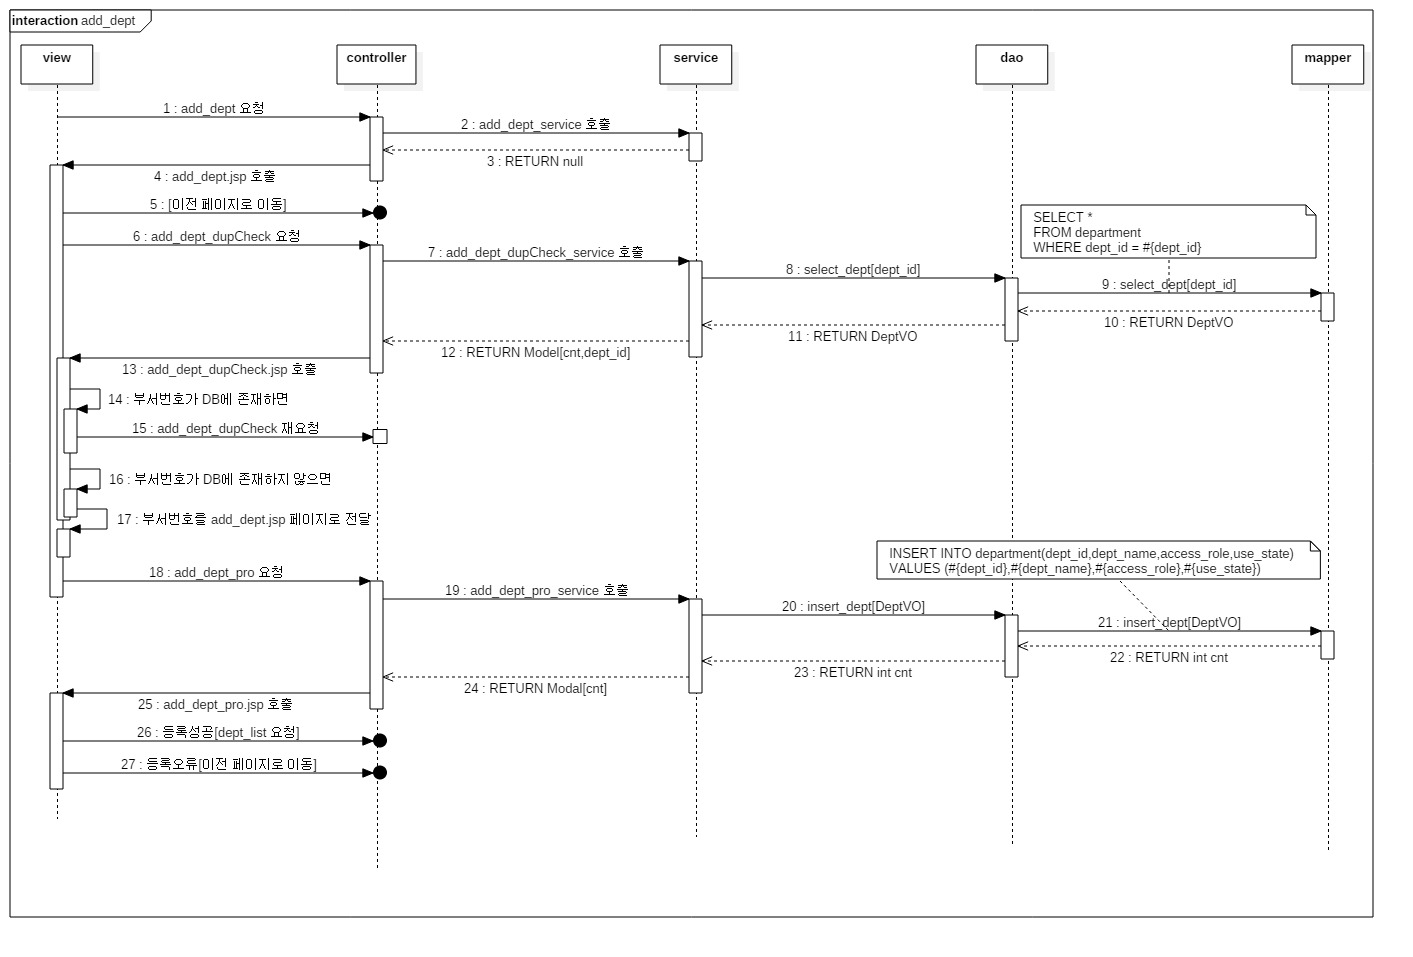 interaction add_dept
view
controller
service
dao
mapper
1 : add_dept 요청
2 : add_dept_service 호출
3 : RETURN null
4 : add_dept.jsp 호출
5 : [이전 페이지로 이동]
SELECT *
FROM department
WHERE dept_id = #{dept_id}
6 : add_dept_dupCheck 요청
7 : add_dept_dupCheck_service 호출
8 : select_dept[dept_id]
9 : select_dept[dept_id]
10 : RETURN DeptVO
11 : RETURN DeptVO
12 : RETURN Model[cnt,dept_id]
13 : add_dept_dupCheck.jsp 호출
14 : 부서번호가 DB에 존재하면
15 : add_dept_dupCheck 재요청
16 : 부서번호가 DB에 존재하지 않으면
17 : 부서번호를 add_dept.jsp 페이지로 전달
INSERT INTO department(dept_id,dept_name,access_role,use_state)
VALUES (#{dept_id},#{dept_name},#{access_role},#{use_state})
18 : add_dept_pro 요청
19 : add_dept_pro_service 호출
20 : insert_dept[DeptVO]
21 : insert_dept[DeptVO]
22 : RETURN int cnt
23 : RETURN int cnt
24 : RETURN Modal[cnt]
25 : add_dept_pro.jsp 호출
26 : 등록성공[dept_list 요청]
27 : 등록오류[이전 페이지로 이동]